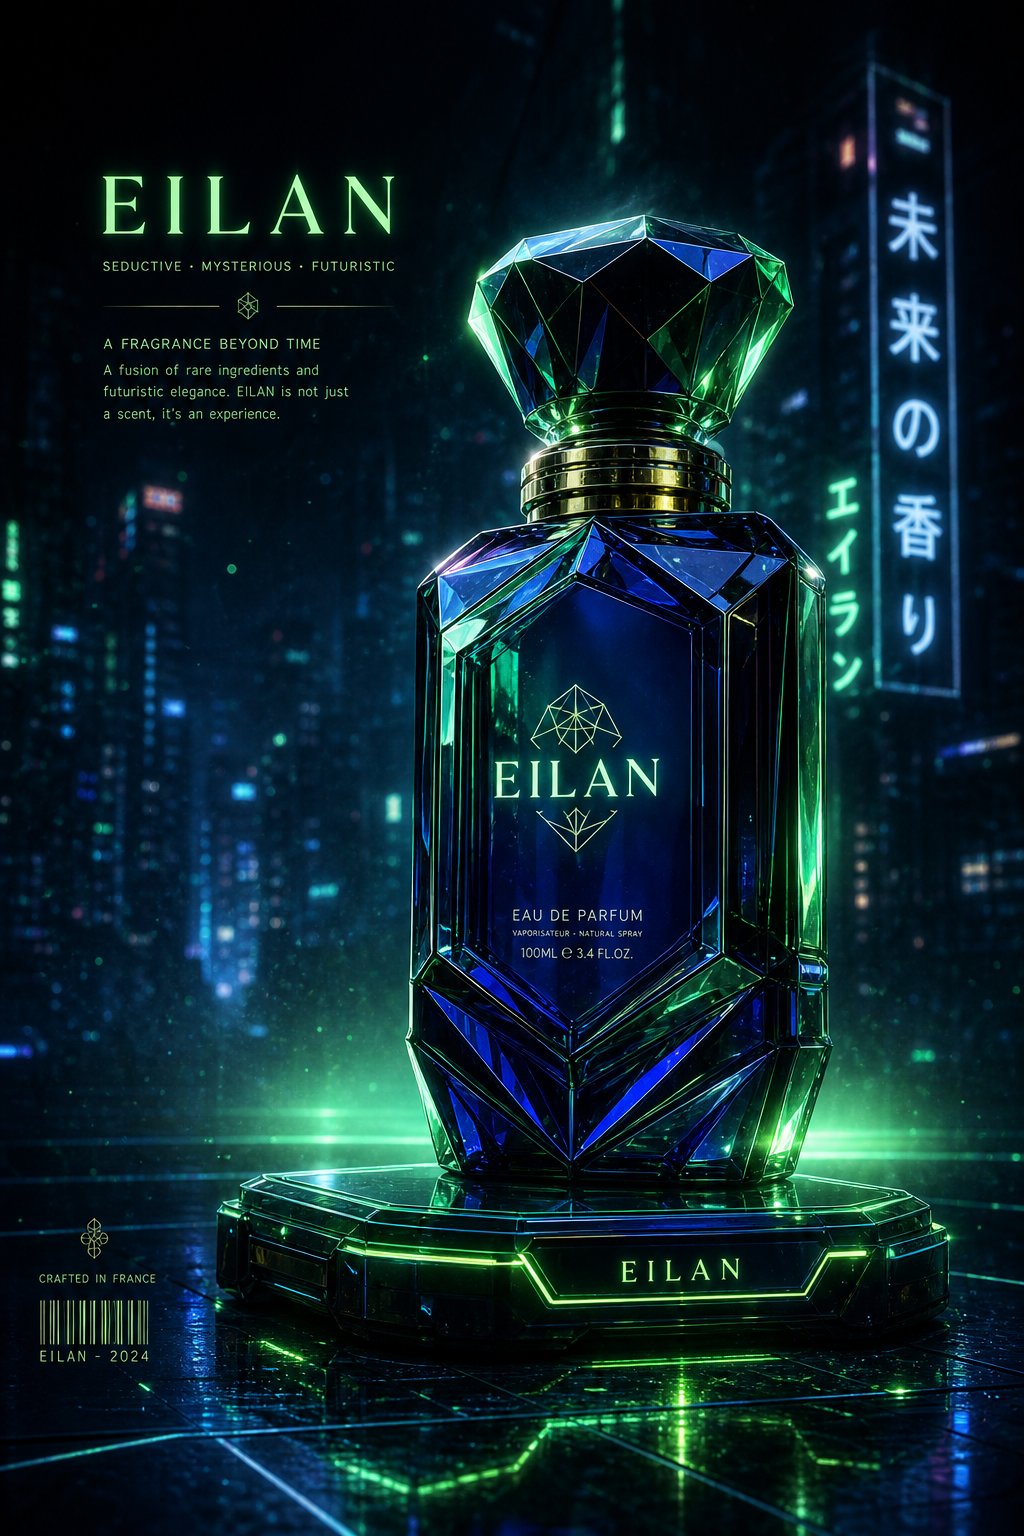 EILAN
SEDUCTIVE • MYSTERIOUS • FUTURISTIC
A FRAGRANCE BEYOND TIME
A fusion of rare ingredients and
futuristic elegance. EILAN is not just
a scent, it's an experience.
未来の香り
エイラン
EILAN
EAU DE PARFUM
VAPORISATEUR - NATURAL SPRAY
100ML ℮ 3.4 FL.OZ.
EILAN
CRAFTED IN FRANCE
EILAN - 2024